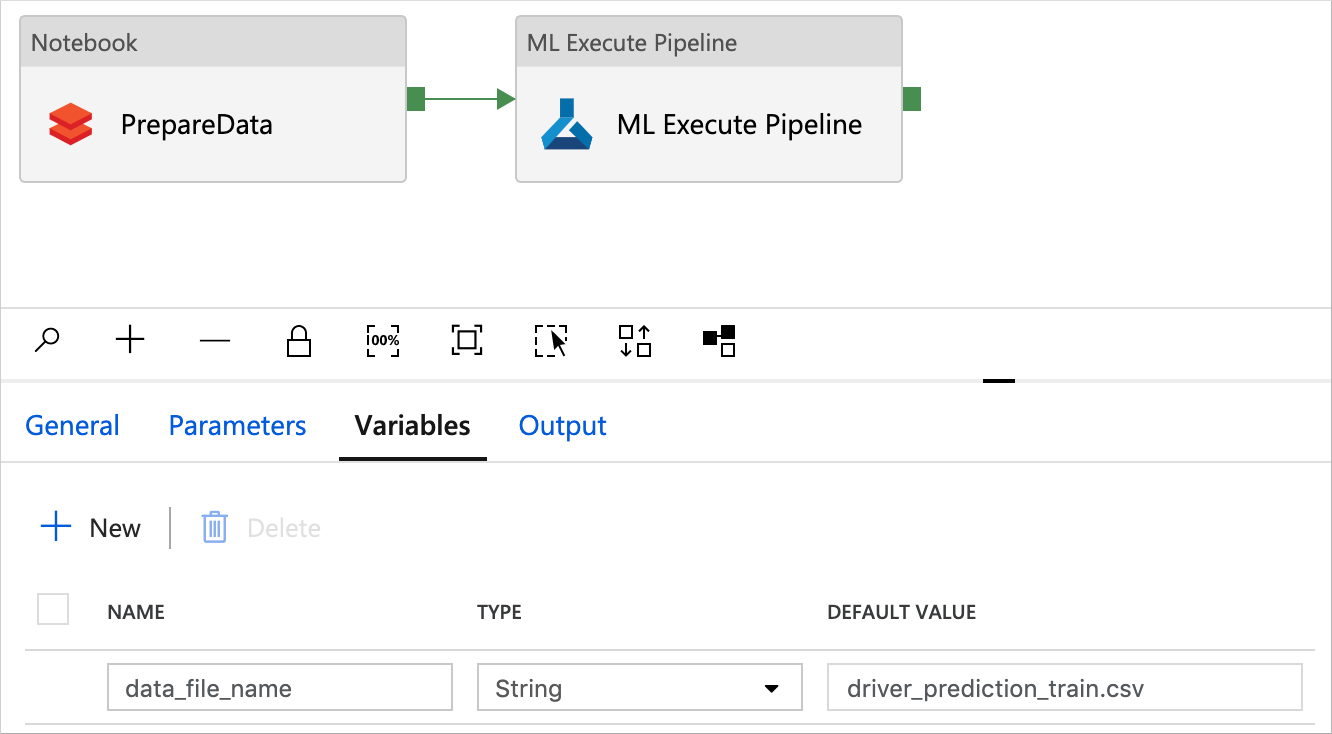 Notebook
ML Execute Pipeline
PrepareData
ML Execute Pipeline
00%
General Parameters Variables Output
New Delete
NAME TYPE DEFAULT VALUE
data_file_name String driver_prediction_train.csv